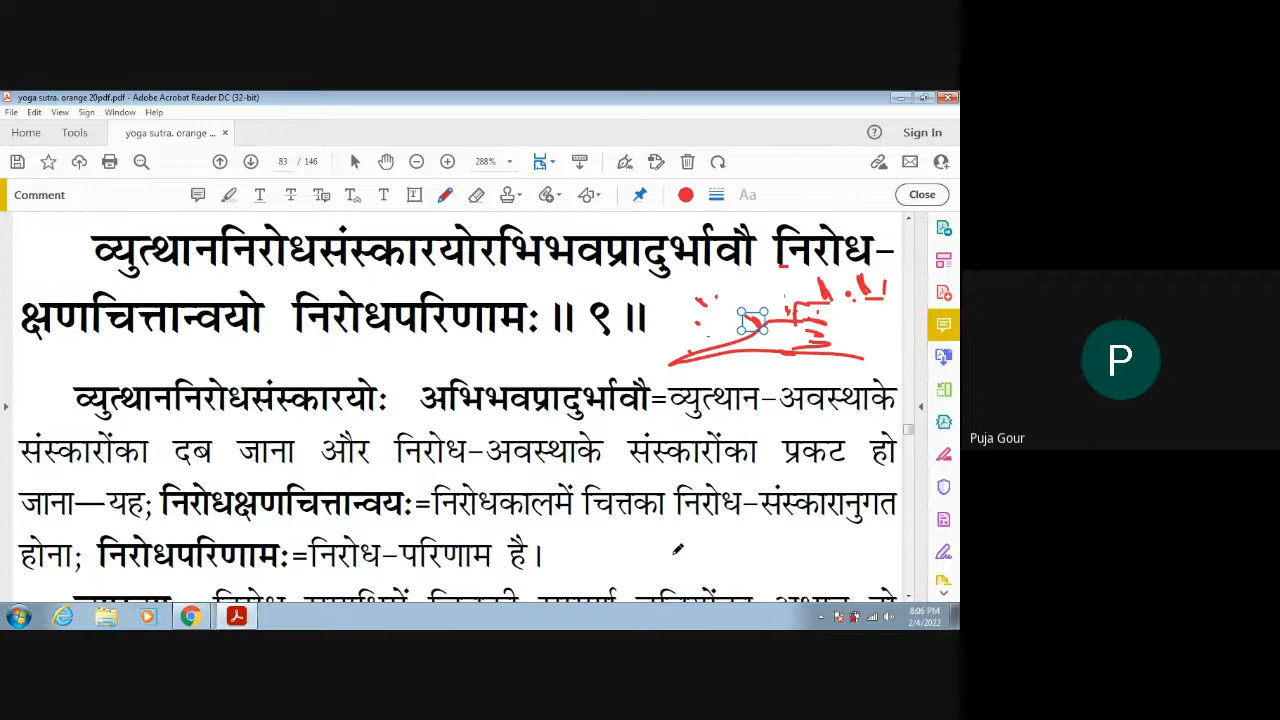 yoga sutra. orange 20pdf.pdf - Adobe Acrobat Reader DC (32-bit)
File Edit View Sign Window Help
Home Tools yoga sutra. orange ... × Sign In
83 / 146 288%
Comment Aa Close
व्युत्थाननिरोधसंस्कारयोरभिभवप्रादुर्भावौ निरोध-
क्षणचित्तान्वयो निरोधपरिणामः॥ ९॥
व्युत्थाननिरोधसंस्कारयोः अभिभवप्रादुर्भावौ=व्युत्थान-अवस्थाके
संस्कारोंका दब जाना और निरोध-अवस्थाके संस्कारोंका प्रकट हो
जाना—यह; निरोधक्षणचित्तान्वयः=निरोधकालमें चित्तका निरोध-संस्कारानुगत
होना; निरोधपरिणामः=निरोध-परिणाम है।
P
Puja Gour
8:06 PM
2/4/2022